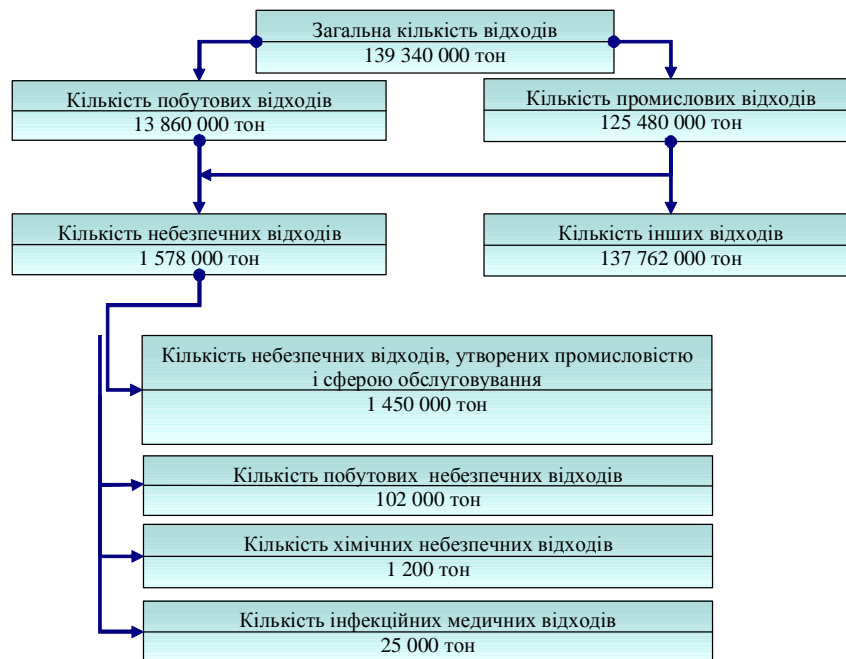 Загальна кількість відходів
139 340 000 тон
Кількість побутових відходів
13 860 000 тон
Кількість промислових відходів
125 480 000 тон
Кількість небезпечних відходів
1 578 000 тон
Кількість інших відходів
137 762 000 тон
Кількість небезпечних відходів, утворених промисловістю
і сферою обслуговування
1 450 000 тон
Кількість побутових небезпечних відходів
102 000 тон
Кількість хімічних небезпечних відходів
1 200 тон
Кількість інфекційних медичних відходів
25 000 тон